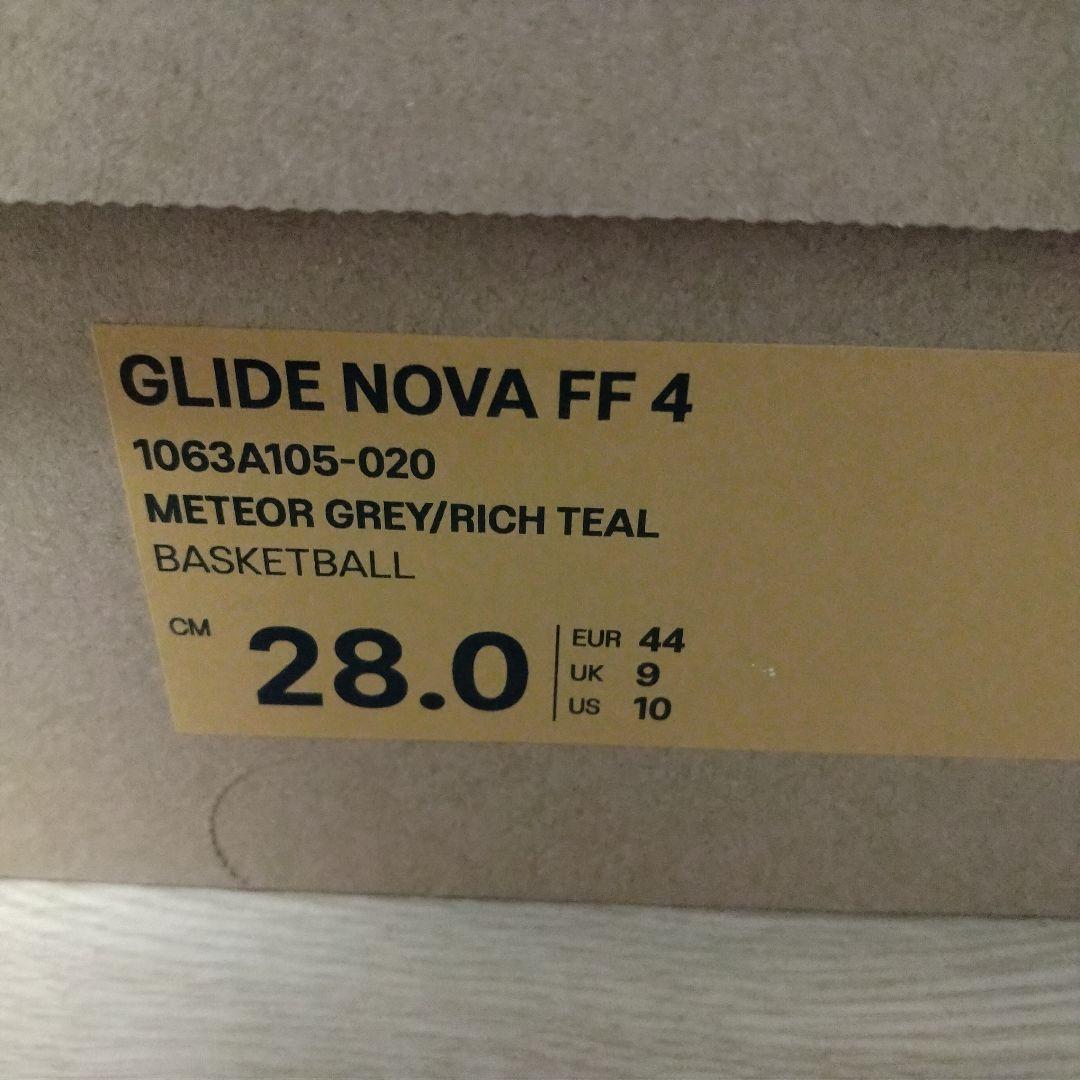 GLIDE NOVA FF 4
1063A105-020
METEOR GREY/RICH TEAL
BASKETBALL
CM 28.0
EUR 44
UK 9
US 10